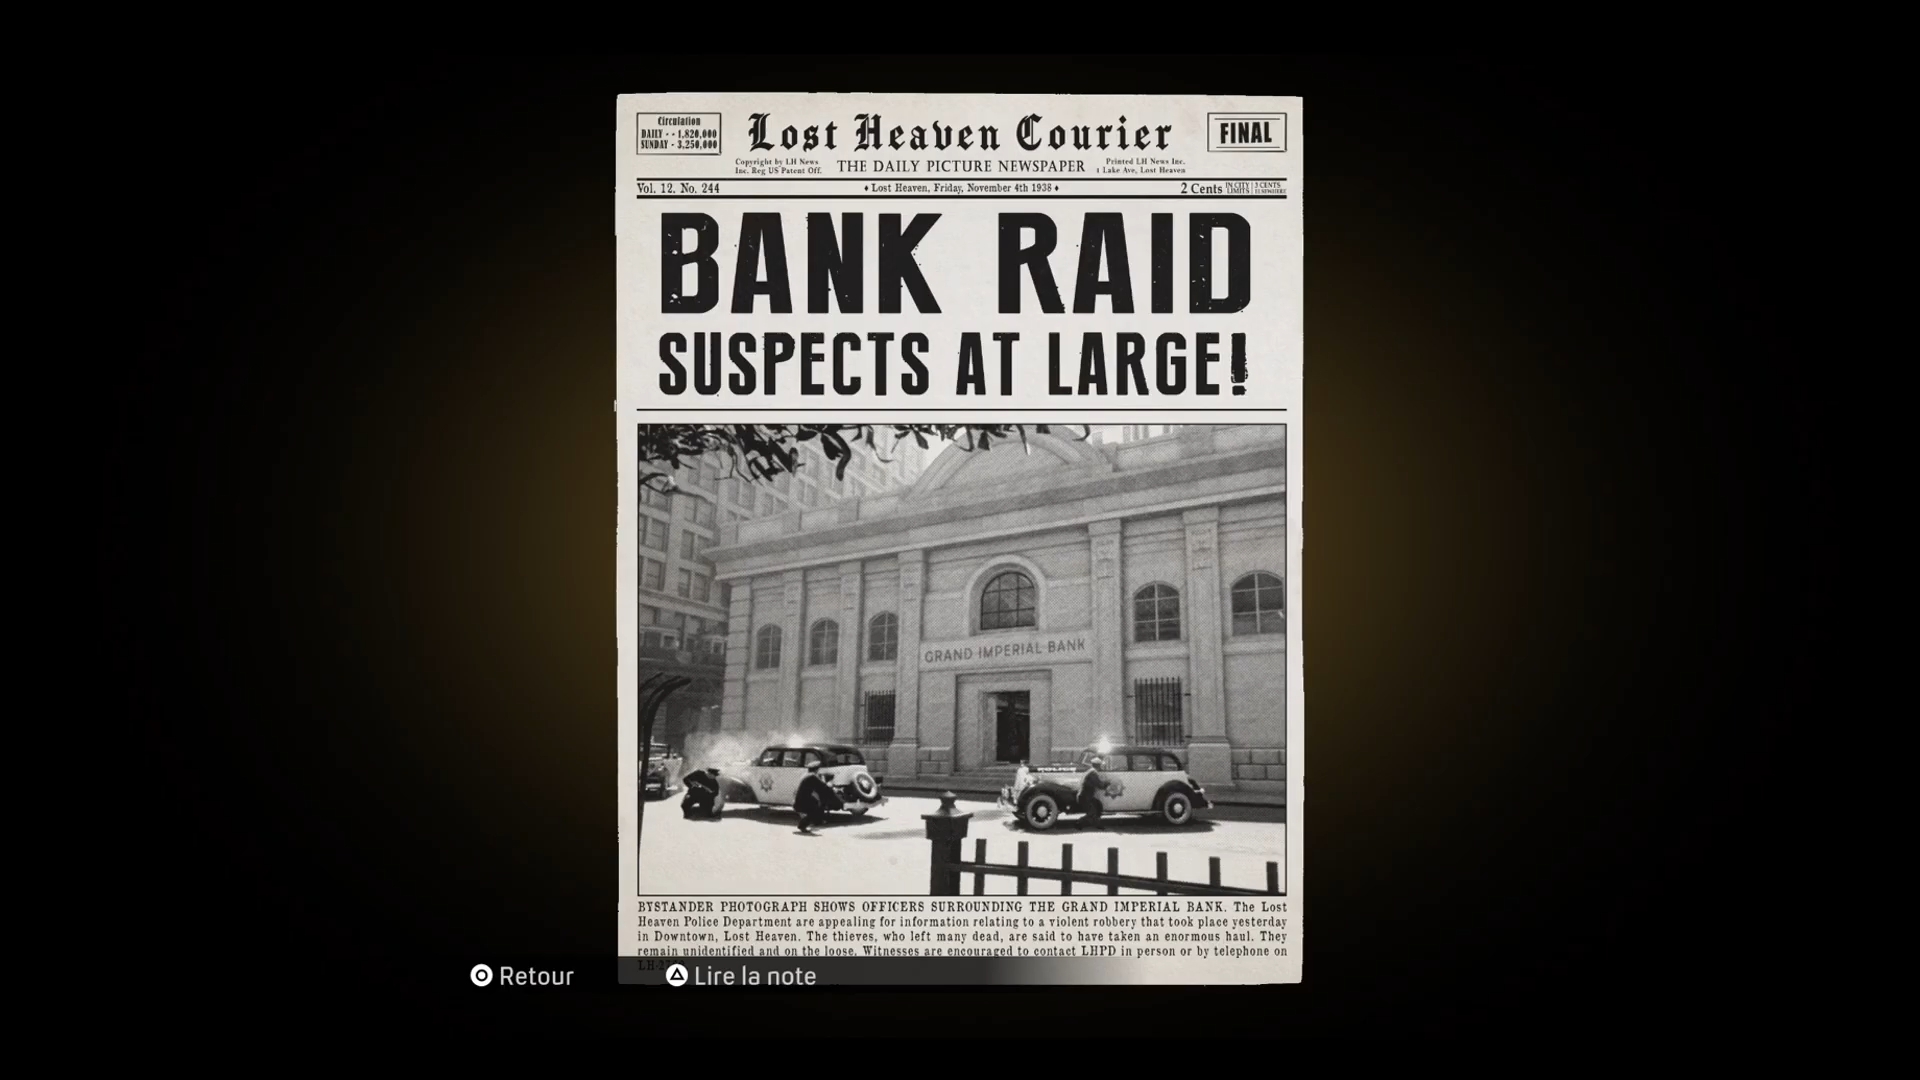 Circulation
DAILY - - 1,820,000
SUNDAY - 3,250,000
Lost Heaven Courier
FINAL
Copyright by LH News
Inc. Reg US Patent Off.
THE DAILY PICTURE NEWSPAPER
Printed LH News Inc.
1 Lake Ave, Lost Heaven
Vol. 12. No. 244
♦ Lost Heaven, Friday, November 4th 1938 ♦
2 Cents
IN CITY LIMITS
3 CENTS
BANK RAID
SUSPECTS AT LARGE!
GRAND IMPERIAL BANK
POLICE
BYSTANDER PHOTOGRAPH SHOWS OFFICERS SURROUNDING THE GRAND IMPERIAL BANK. The Lost
Heaven Police Department are appealing for information relating to a violent robbery that took place yesterday
in Downtown, Lost Heaven. The thieves, who left many dead, are said to have taken an enormous haul. They
remain unidentified and on the loose. Witnesses are encouraged to contact LHPD in person or by telephone on
Retour
Lire la note